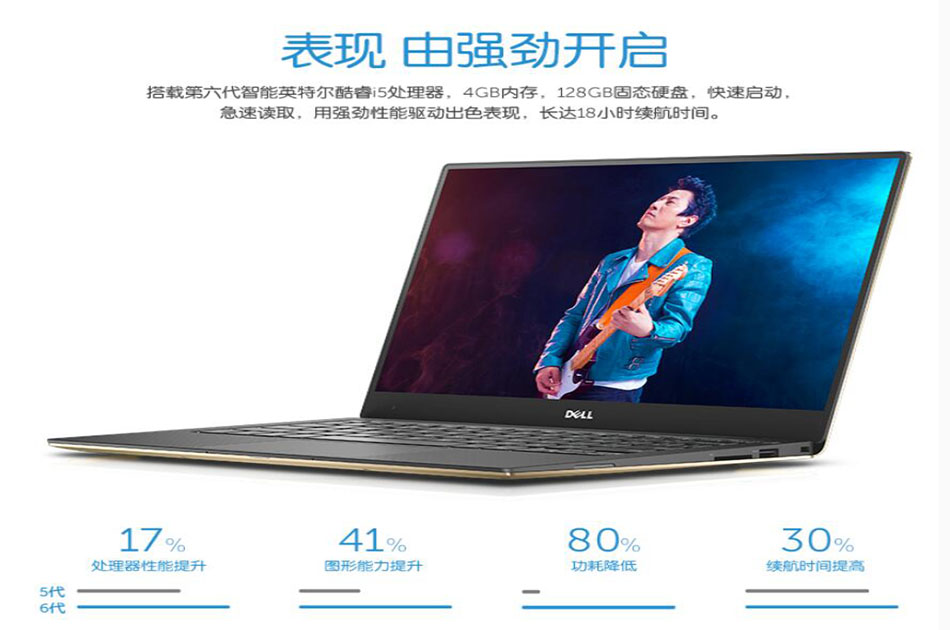 表现 由强劲开启
搭载第六代智能英特尔酷睿i5处理器，4GB内存，128GB固态硬盘，快速启动，
急速读取，用强劲性能驱动出色表现，长达18小时续航时间。
DELL
17% 41% 80% 30%
处理器性能提升 图形能力提升 功耗降低 续航时间提高
5代
6代